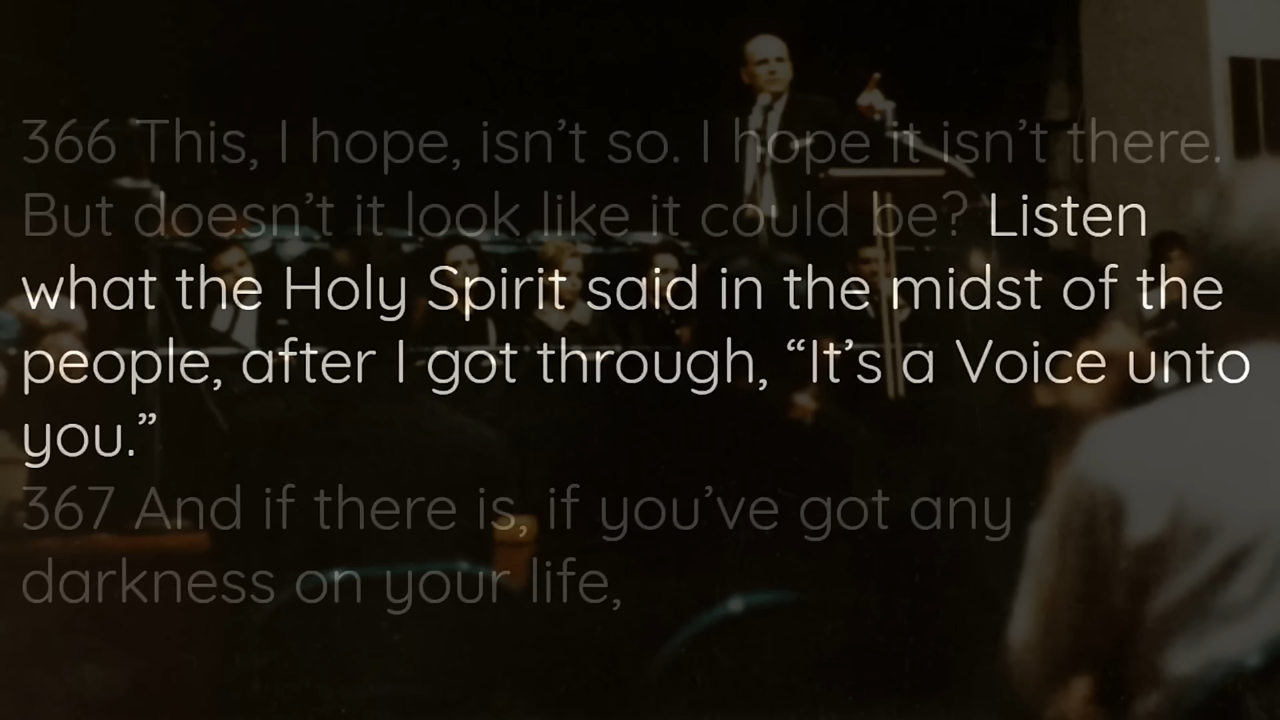 366 This, I hope, isn’t so. I hope it isn’t there.
But doesn’t it look like it could be? Listen
what the Holy Spirit said in the midst of the
people, after I got through, “It’s a Voice unto
you.”
367 And if there is, if you’ve got any
darkness on your life,